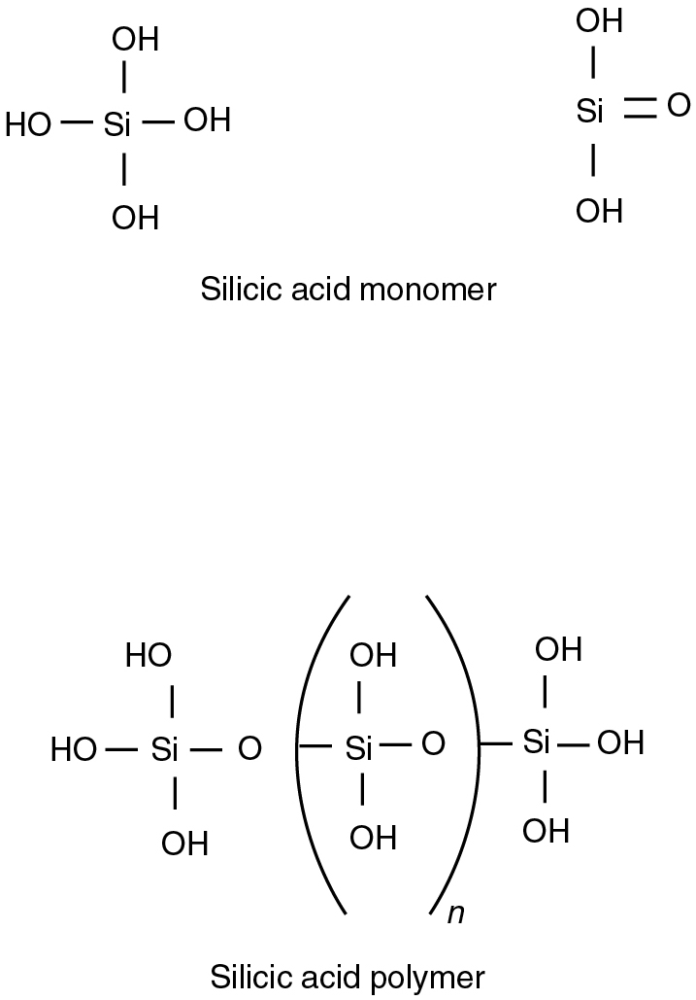 OH OH
HO Si OH Si O
OH OH
Silicic acid monomer
HO OH OH
HO Si O Si O Si OH
OH OH OH
n
Silicic acid polymer